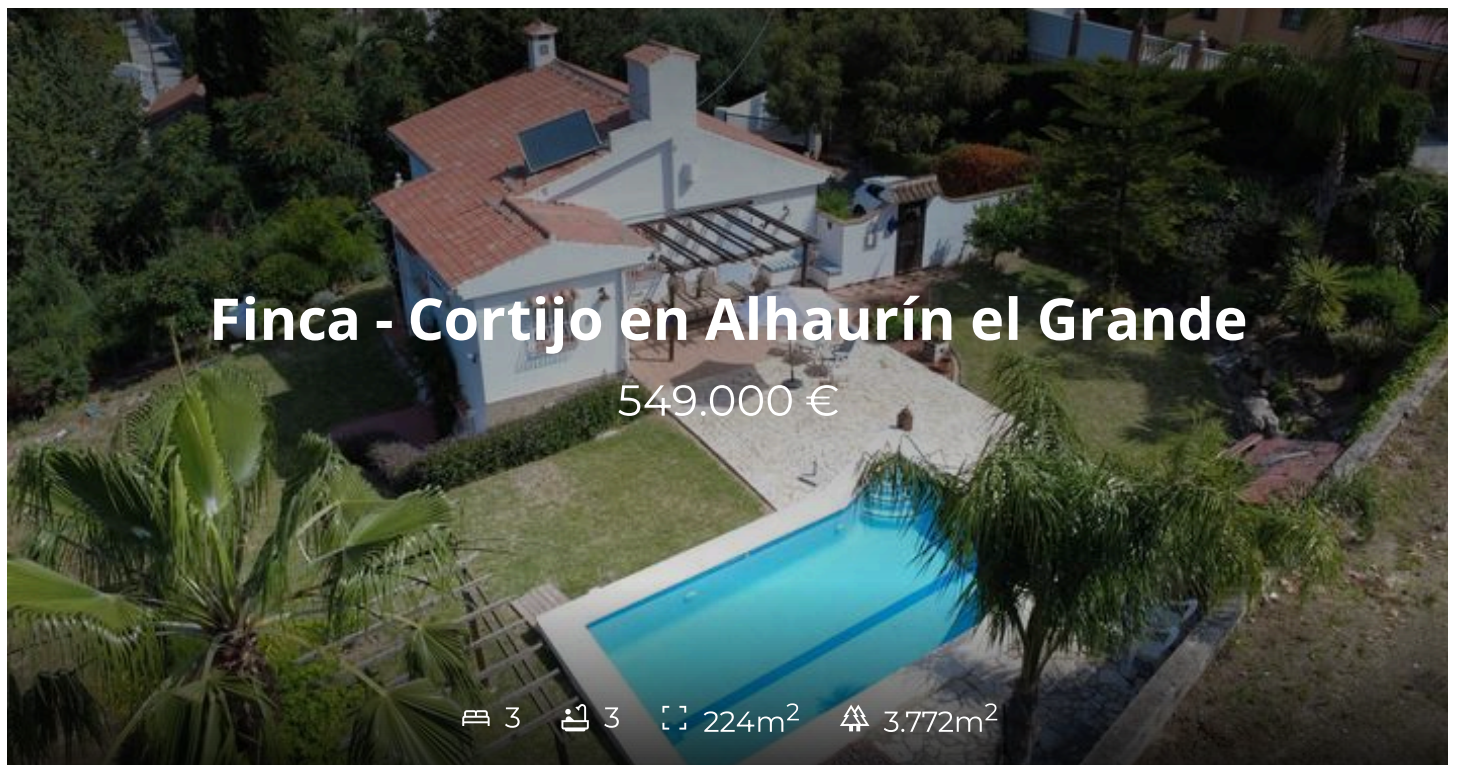 Finca - Cortijo en Alhaurín el Grande
549.000 €
3 3 224m² 3.772m²